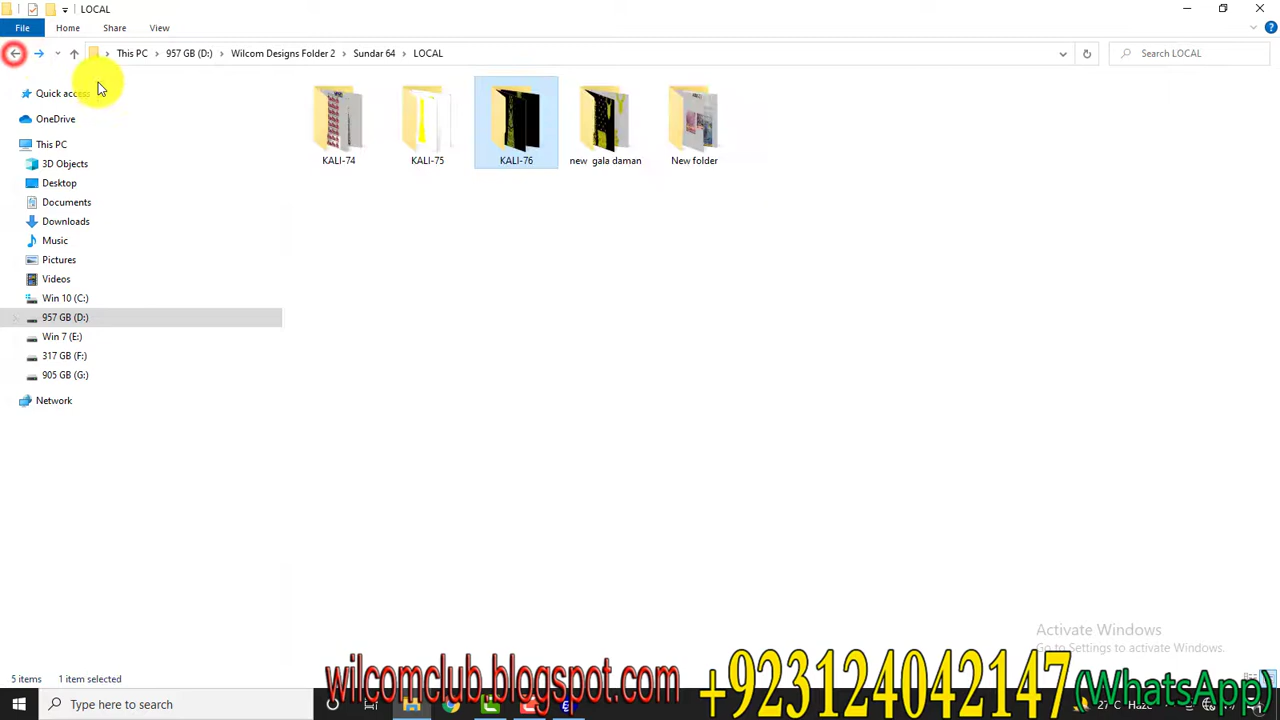 LOCAL
File Home Share View
This PC 957 GB (D:) Wilcom Designs Folder 2 Sundar 64 LOCAL Search LOCAL
Quick access
OneDrive
This PC
3D Objects
Desktop
Documents
Downloads
Music
Pictures
Videos
Win 10 (C:)
957 GB (D:)
Win 7 (E:)
317 GB (F:)
905 GB (G:)
Network
KALI-74 KALI-75 KALI-76 new gala daman New folder
Activate Windows
Go to Settings to activate Windows.
5 items 1 item selected
wilcomclub.blogspot.com +923124042147(WhatsApp)
Type here to search 27°C Haze